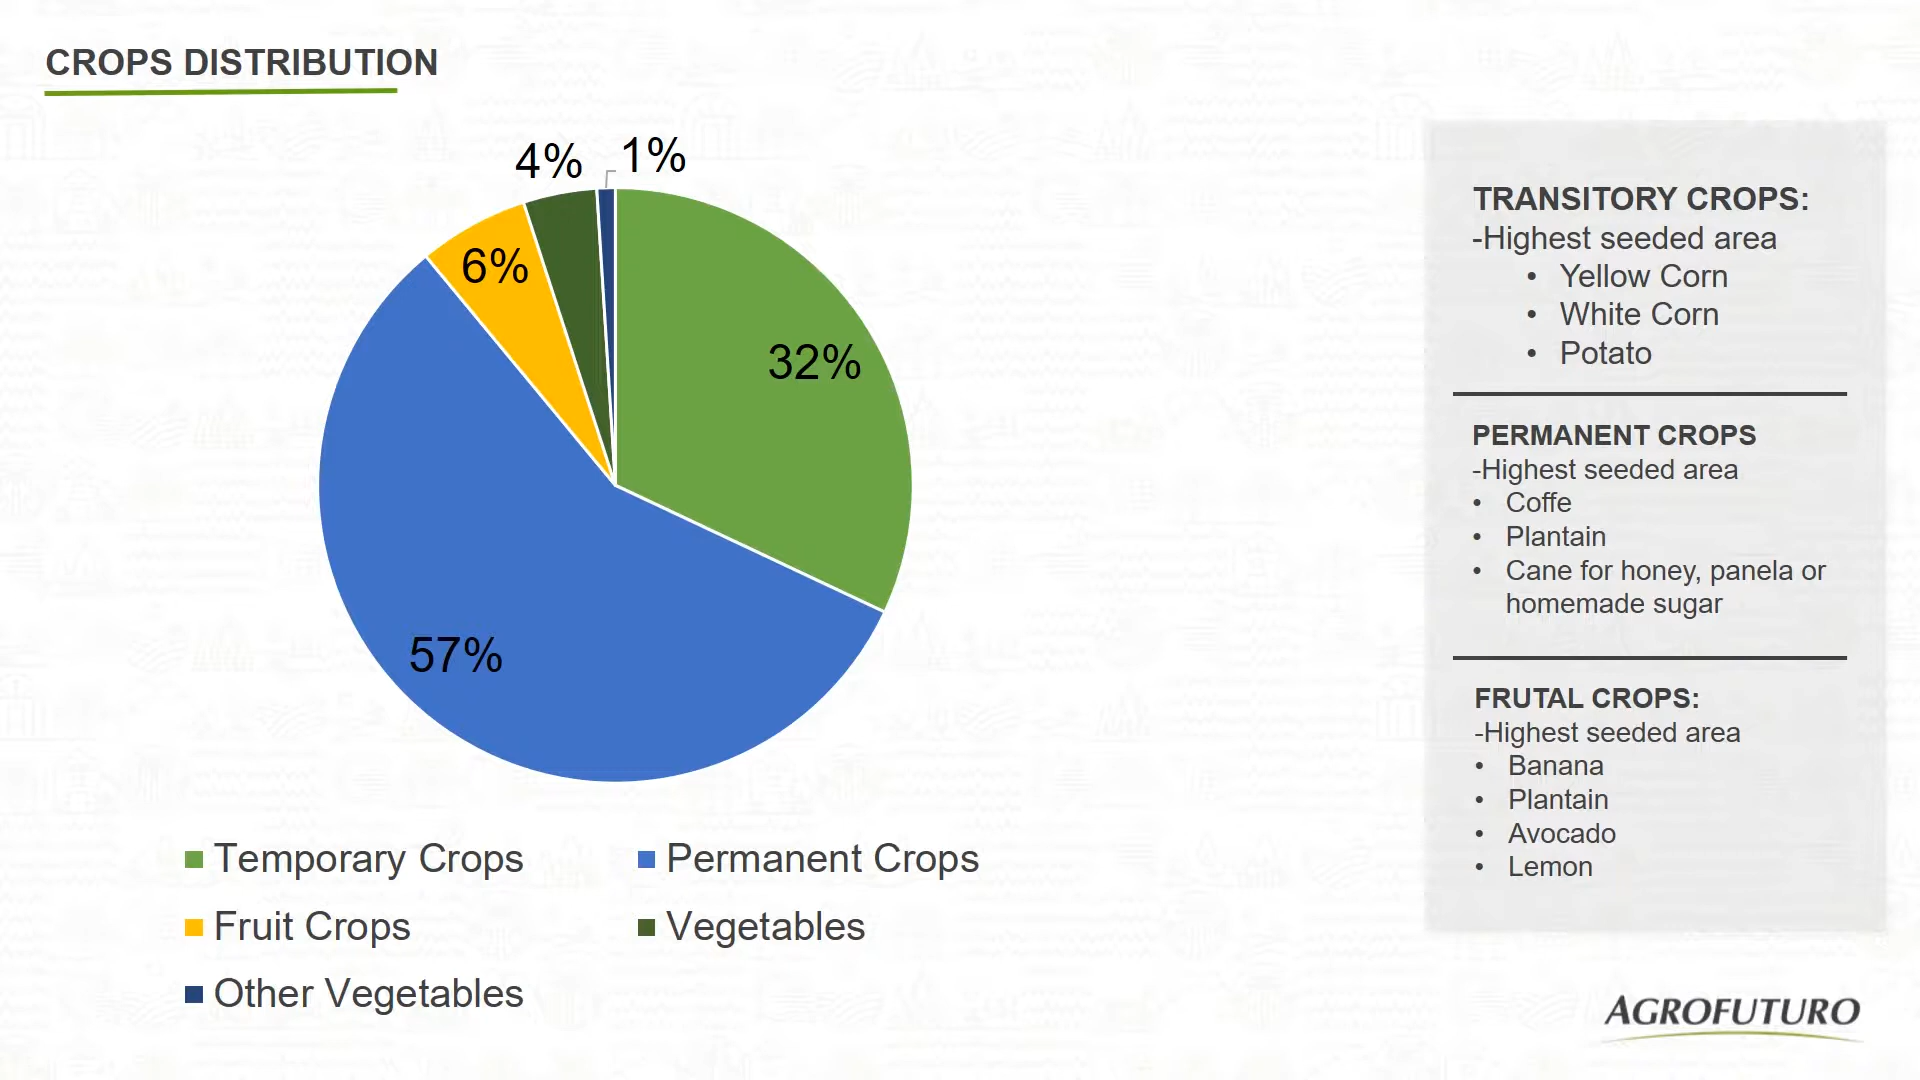 CROPS DISTRIBUTION
4%
1%
6%
32%
57%
Temporary Crops
Permanent Crops
Fruit Crops
Vegetables
Other Vegetables
TRANSITORY CROPS:
-Highest seeded area
• Yellow Corn
• White Corn
• Potato
PERMANENT CROPS
-Highest seeded area
• Coffe
• Plantain
• Cane for honey, panela or
homemade sugar
FRUTAL CROPS:
-Highest seeded area
• Banana
• Plantain
• Avocado
• Lemon
AGROFUTURO